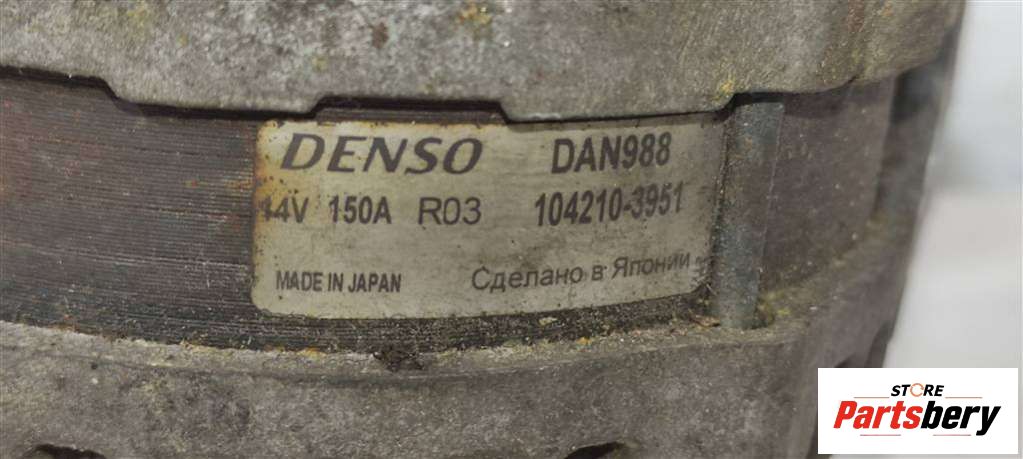 DENSO DAN988
14V 150A R03 104210-3951
MADE IN JAPAN Сделано в Японии
STORE
Partsbery